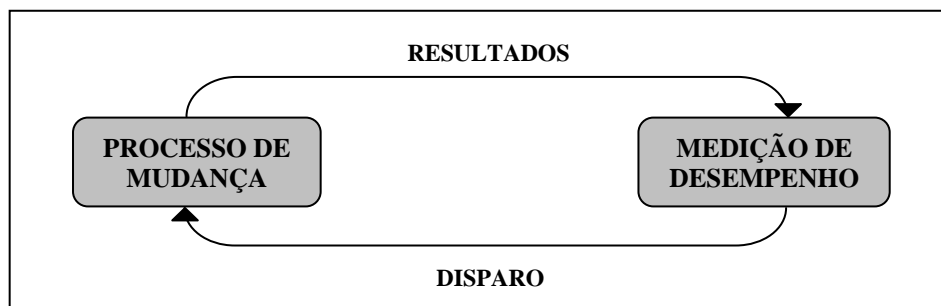 RESULTADOS
PROCESSO DE
MUDANÇA
MEDIÇÃO DE
DESEMPENHO
DISPARO